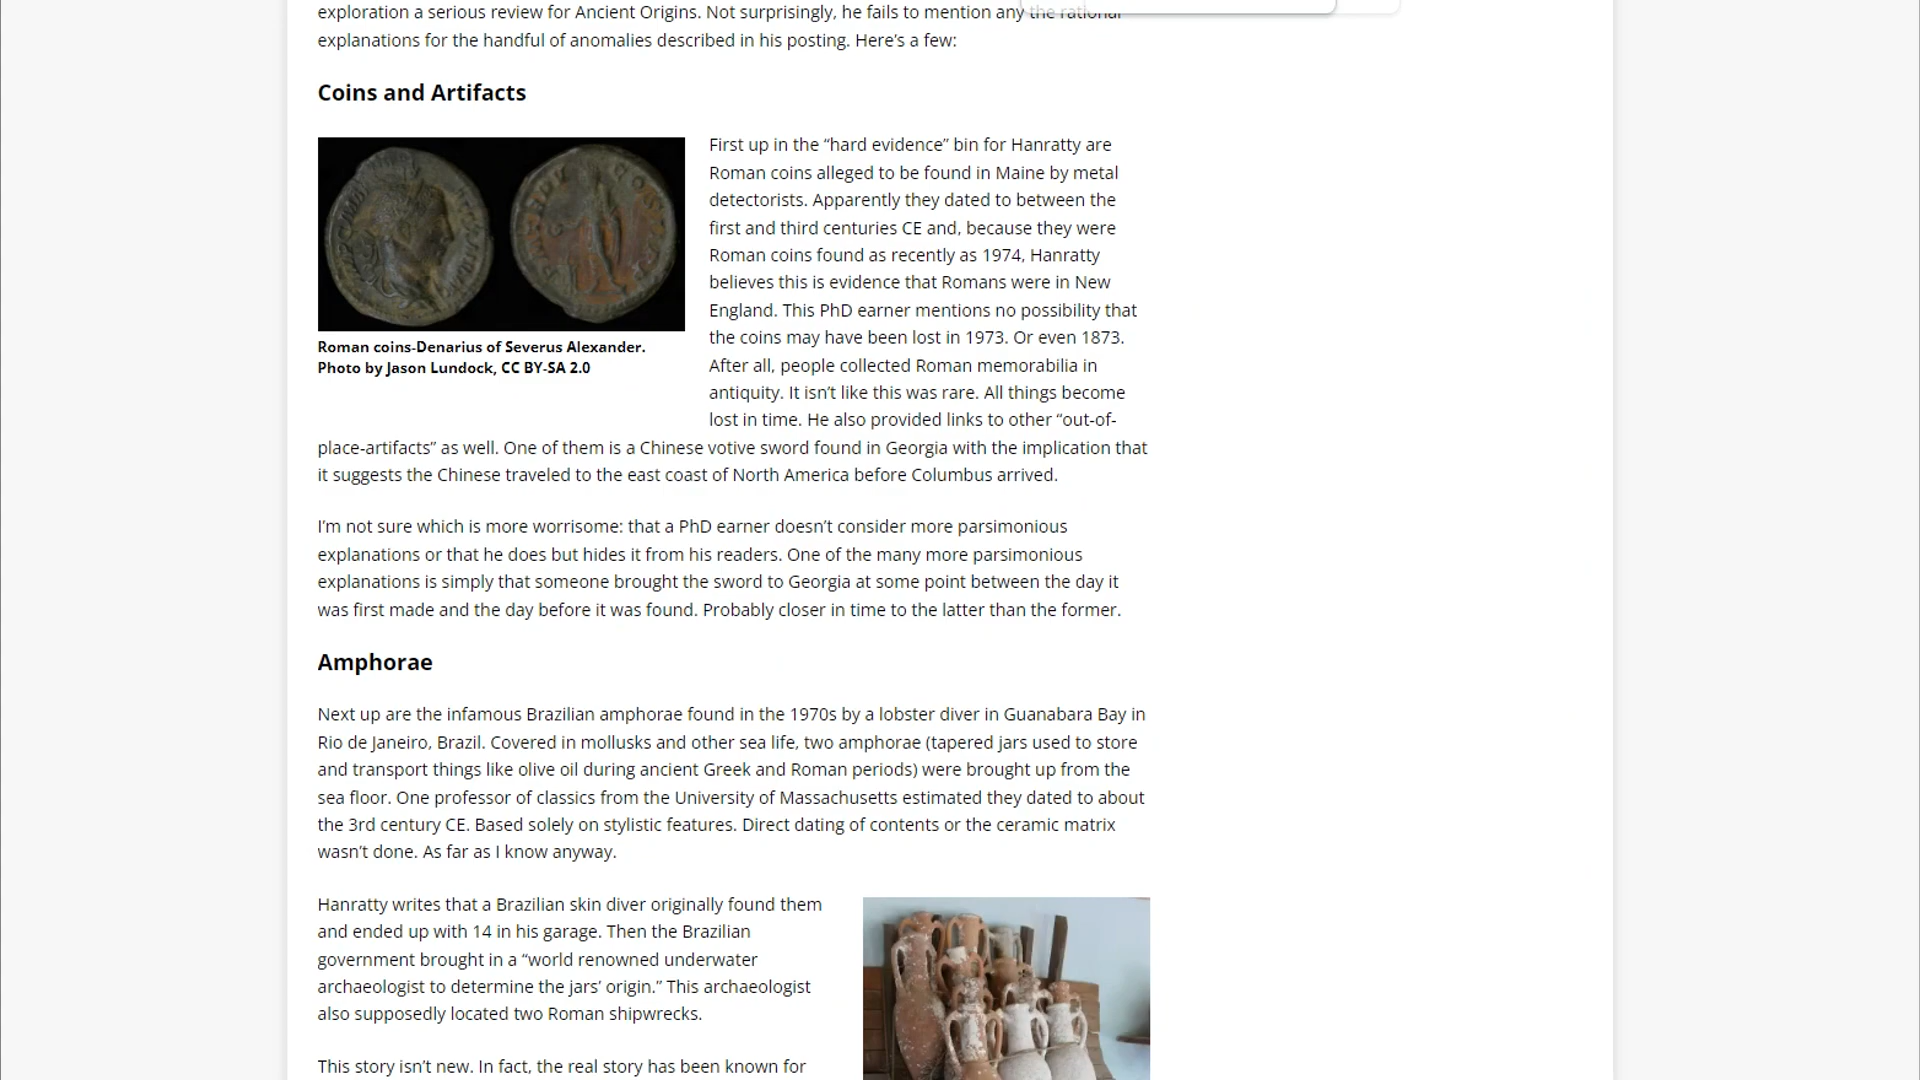 exploration a serious review for Ancient Origins. Not surprisingly, he fails to mention any the rational
explanations for the handful of anomalies described in his posting. Here’s a few:
Coins and Artifacts
First up in the “hard evidence” bin for Hanratty are
Roman coins alleged to be found in Maine by metal
detectorists. Apparently they dated to between the
first and third centuries CE and, because they were
Roman coins found as recently as 1974, Hanratty
believes this is evidence that Romans were in New
England. This PhD earner mentions no possibility that
the coins may have been lost in 1973. Or even 1873.
After all, people collected Roman memorabilia in
antiquity. It isn’t like this was rare. All things become
lost in time. He also provided links to other “out-of-
place-artifacts” as well. One of them is a Chinese votive sword found in Georgia with the implication that
it suggests the Chinese traveled to the east coast of North America before Columbus arrived.
Roman coins-Denarius of Severus Alexander.
Photo by Jason Lundock, CC BY-SA 2.0
I’m not sure which is more worrisome: that a PhD earner doesn’t consider more parsimonious
explanations or that he does but hides it from his readers. One of the many more parsimonious
explanations is simply that someone brought the sword to Georgia at some point between the day it
was first made and the day before it was found. Probably closer in time to the latter than the former.
Amphorae
Next up are the infamous Brazilian amphorae found in the 1970s by a lobster diver in Guanabara Bay in
Rio de Janeiro, Brazil. Covered in mollusks and other sea life, two amphorae (tapered jars used to store
and transport things like olive oil during ancient Greek and Roman periods) were brought up from the
sea floor. One professor of classics from the University of Massachusetts estimated they dated to about
the 3rd century CE. Based solely on stylistic features. Direct dating of contents or the ceramic matrix
wasn’t done. As far as I know anyway.
Hanratty writes that a Brazilian skin diver originally found them
and ended up with 14 in his garage. Then the Brazilian
government brought in a “world renowned underwater
archaeologist to determine the jars’ origin.” This archaeologist
also supposedly located two Roman shipwrecks.
This story isn’t new. In fact, the real story has been known for